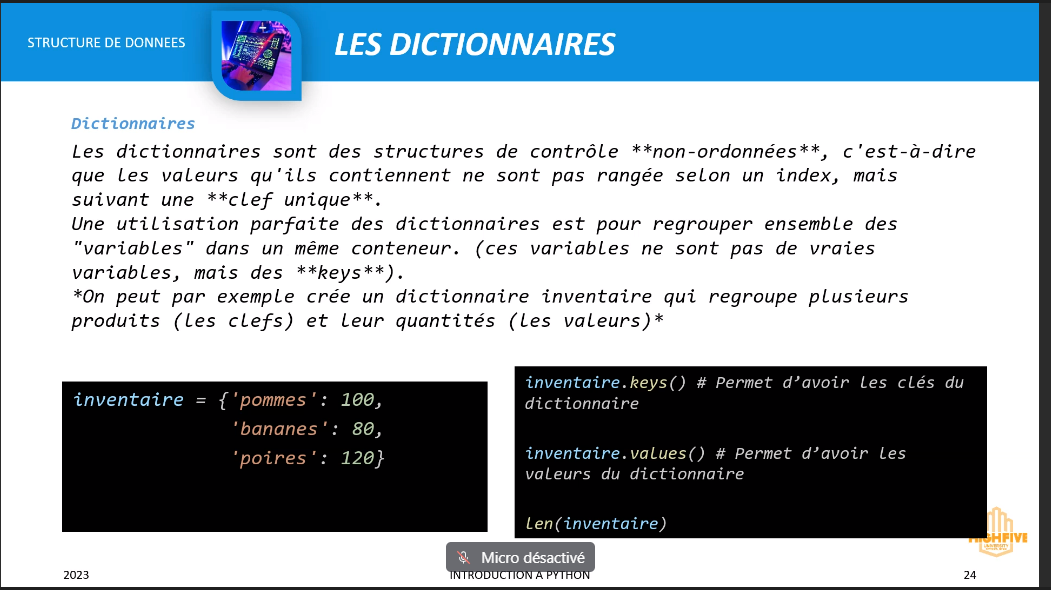 STRUCTURE DE DONNEES
LES DICTIONNAIRES
Dictionnaires
Les dictionnaires sont des structures de contrôle **non-ordonnées**, c'est-à-dire
que les valeurs qu'ils contiennent ne sont pas rangée selon un index, mais
suivant une **clef unique**.
Une utilisation parfaite des dictionnaires est pour regrouper ensemble des
"variables" dans un même conteneur. (ces variables ne sont pas de vraies
variables, mais des **keys**).
*On peut par exemple crée un dictionnaire inventaire qui regroupe plusieurs
produits (les clefs) et leur quantités (les valeurs)*
inventaire = {'pommes': 100,
'bananes': 80,
'poires': 120}
inventaire.keys() # Permet d’avoir les clés du
dictionnaire
inventaire.values() # Permet d’avoir les
valeurs du dictionnaire
len(inventaire)
HIGHFIVE
UNIVERSITY
Micro désactivé
2023
INTRODUCTION A PYTHON
24